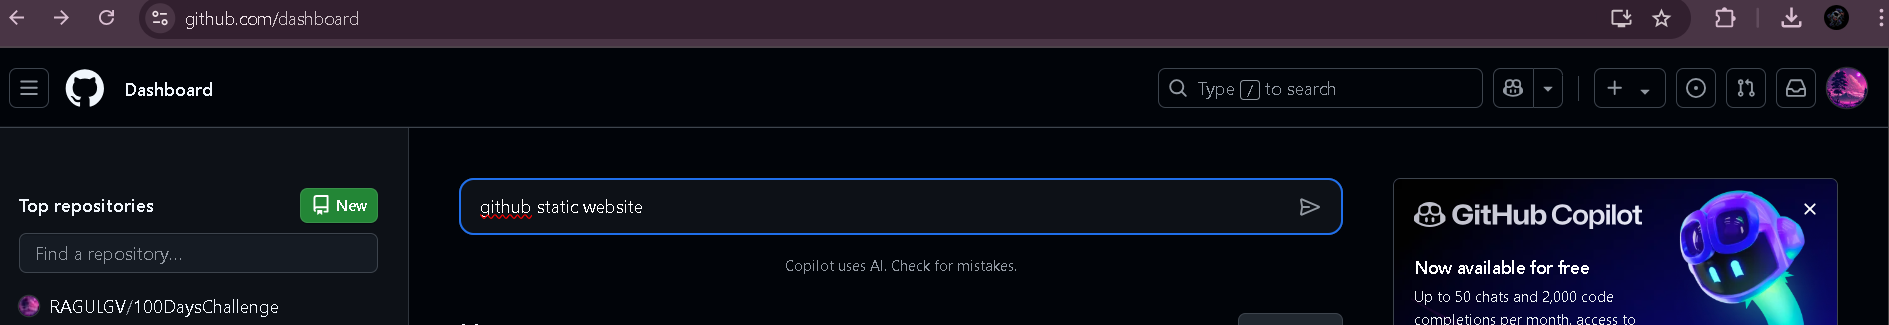 github.com/dashboard
Dashboard
Type / to search
Top repositories
New
github static website
GitHub Copilot
Find a repository...
Copilot uses AI. Check for mistakes.
Now available for free
RAGULGV/100DaysChallenge
Up to 50 chats and 2,000 code
completions per month, access to